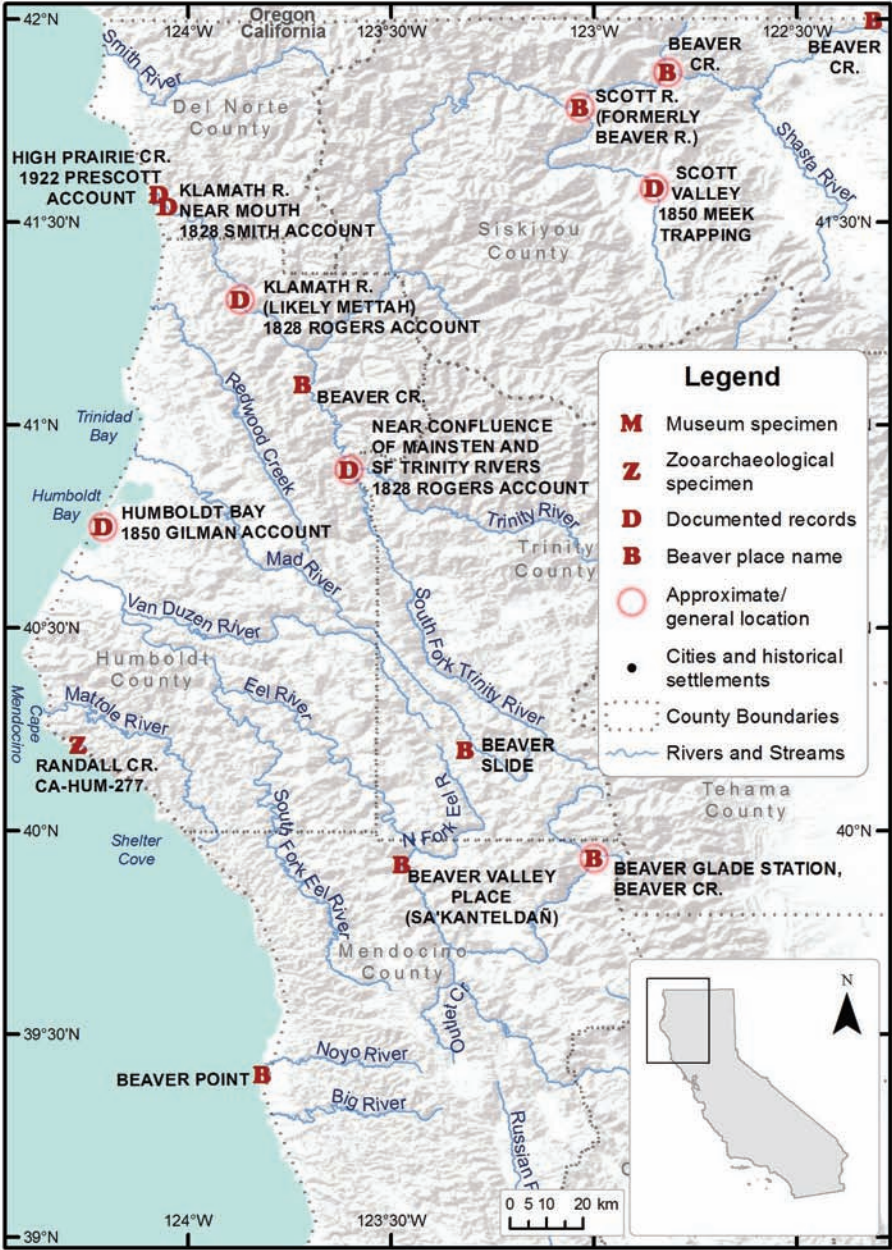 42°N
124°W
Oregon
California
123°30'W
123°W
122°30'W
42°N
Smith River
Del Norte
County
BEAVER
CR.
BEAVER
CR.
SCOTT R.
(FORMERLY
BEAVER R.)
Shasta River
HIGH PRAIRIE CR.
1922 PRESCOTT
ACCOUNT
D
D
KLAMATH R.
NEAR MOUTH
1828 SMITH ACCOUNT
D
SCOTT
VALLEY
1850 MEEK
TRAPPING
B
B
B
41°30'N
41°30'N
Siskiyou
County
D
KLAMATH R.
(LIKELY METTAH)
1828 ROGERS ACCOUNT
B
BEAVER CR.
Redwood Creek
41°N
Trinidad
Bay
D
NEAR CONFLUENCE
OF MAINSTEN AND
SF TRINITY RIVERS
1828 ROGERS ACCOUNT
Trinity River
Trinity
County
Humboldt
Bay
D
HUMBOLDT BAY
1850 GILMAN ACCOUNT
Mad River
Van Duzen River
40°30'N
South Fork Trinity River
Humboldt
County
Eel River
Mattole River
Cape
Mendocino
Z
RANDALL CR.
CA-HUM-277
B
BEAVER
SLIDE
N Fork Eel R.
Tehama
County
40°N
40°N
Shelter
Cove
South Fork Eel River
B
BEAVER VALLEY
PLACE
(SA'KANTELDAÑ)
B
BEAVER GLADE STATION,
BEAVER CR.
Mendocino
County
Outlet
39°30'N
Noyo River
BEAVER POINT
B
Big River
Russian
39°N
124°W
123°30'W
0 5 10 20 km
N
Legend
M Museum specimen
Z Zooarchaeological
specimen
D Documented records
B Beaver place name
Approximate/
general location
Cities and historical
settlements
County Boundaries
Rivers and Streams